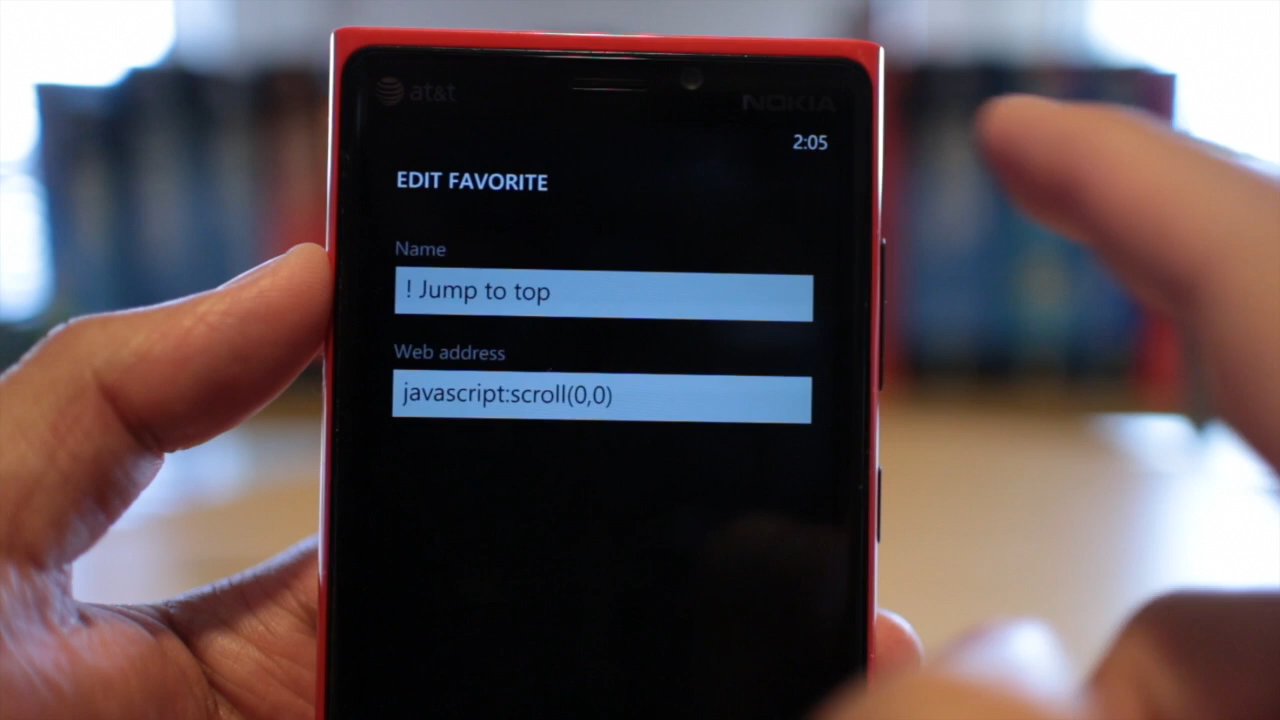 at&t NOKIA
2:05
EDIT FAVORITE
Name
! Jump to top
Web address
javascript:scroll(0,0)